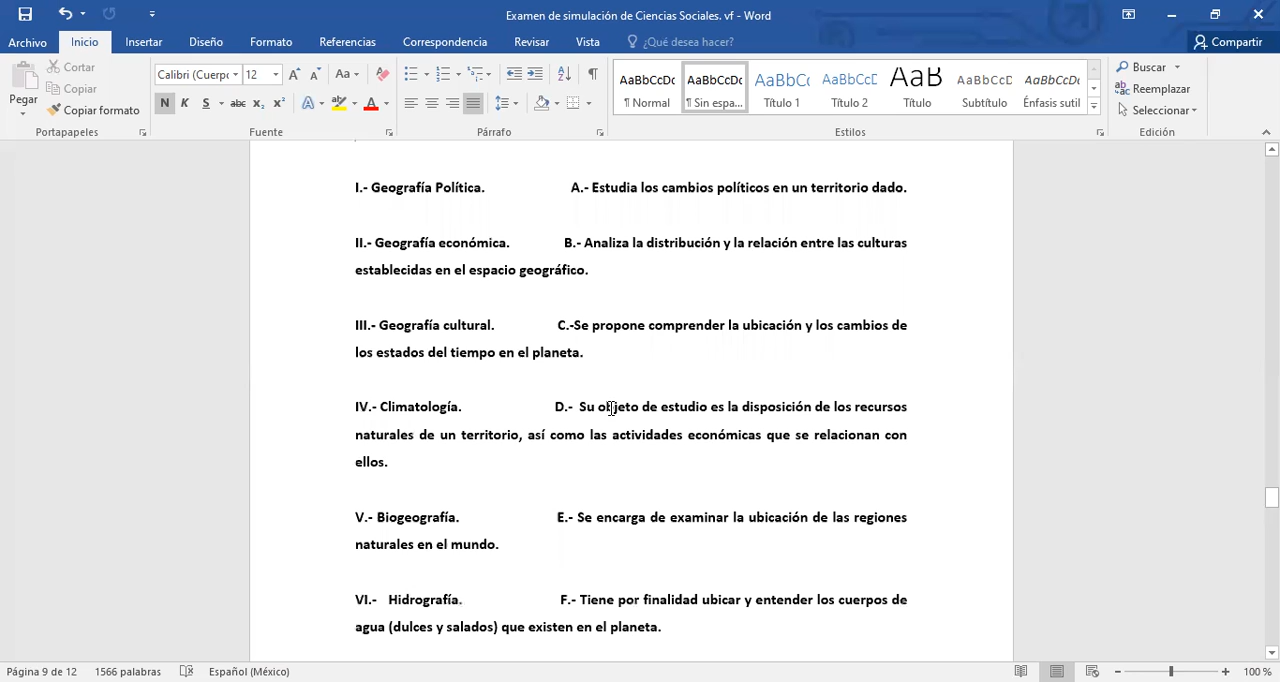 Examen de simulación de Ciencias Sociales. vf - Word
Archivo Inicio Insertar Diseño Formato Referencias Correspondencia Revisar Vista ¿Qué desea hacer? Compartir
Pegar
Cortar
Copiar
Copiar formato
Portapapeles
Calibri (Cuerpo 12
N K S abc x₂ x²
Fuente
Párrafo
AaBbCcDc AaBbCcDc AaBbC( AaBbCcD AaB AaBbCcD AaBbCcDc
¶ Normal ¶ Sin espa... Título 1 Título 2 Título Subtítulo Énfasis sutil
Estilos
Buscar
Reemplazar
Seleccionar
Edición
I.- Geografía Política. A.- Estudia los cambios políticos en un territorio dado.
II.- Geografía económica. B.- Analiza la distribución y la relación entre las culturas
establecidas en el espacio geográfico.
III.- Geografía cultural. C.-Se propone comprender la ubicación y los cambios de
los estados del tiempo en el planeta.
IV.- Climatología. D.- Su objeto de estudio es la disposición de los recursos
naturales de un territorio, así como las actividades económicas que se relacionan con
ellos.
V.- Biogeografía. E.- Se encarga de examinar la ubicación de las regiones
naturales en el mundo.
VI.- Hidrografía. F.- Tiene por finalidad ubicar y entender los cuerpos de
agua (dulces y salados) que existen en el planeta.
Página 9 de 12 1566 palabras Español (México) 100 %